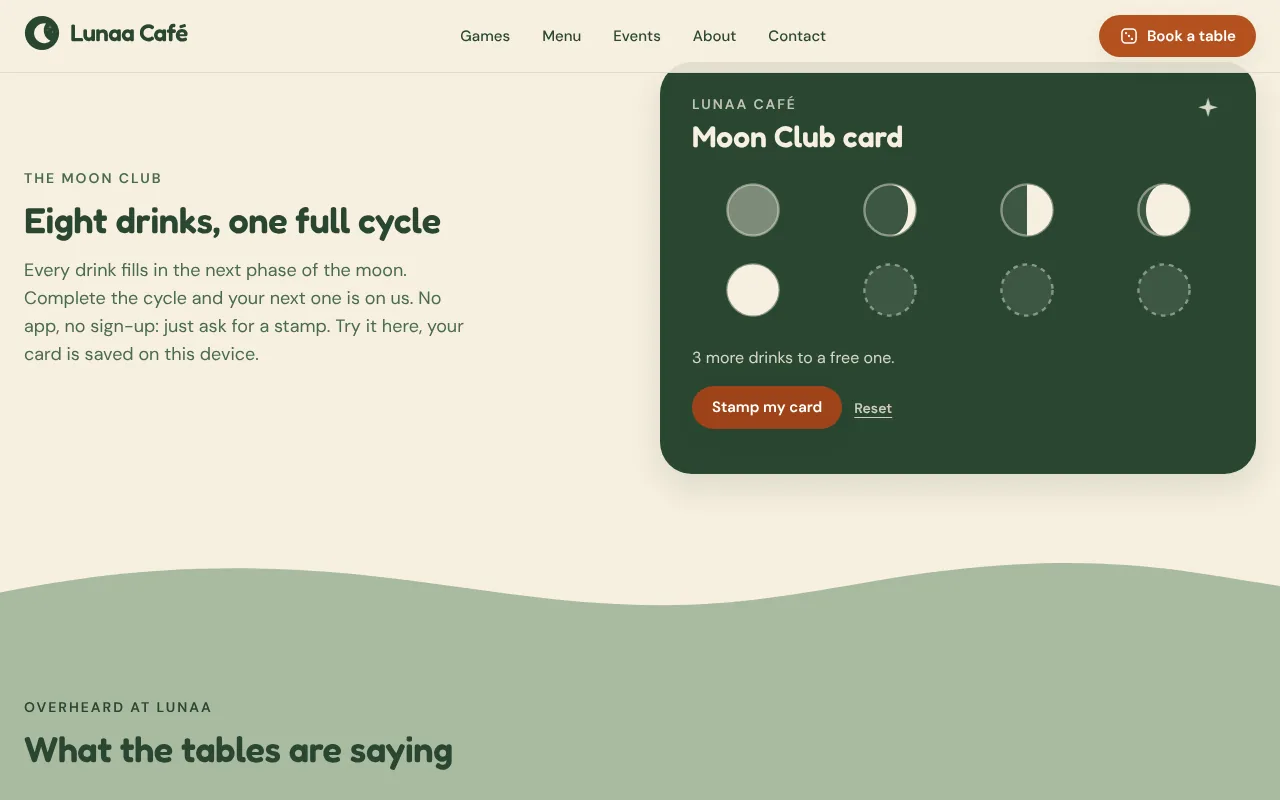 Lunaa Café
Games
Menu
Events
About
Contact
Book a table
THE MOON CLUB
Eight drinks, one full cycle
Every drink fills in the next phase of the moon.
Complete the cycle and your next one is on us. No
app, no sign-up: just ask for a stamp. Try it here, your
card is saved on this device.
LUNAA CAFÉ
Moon Club card
3 more drinks to a free one.
Stamp my card
Reset
OVERHEARD AT LUNAA
What the tables are saying